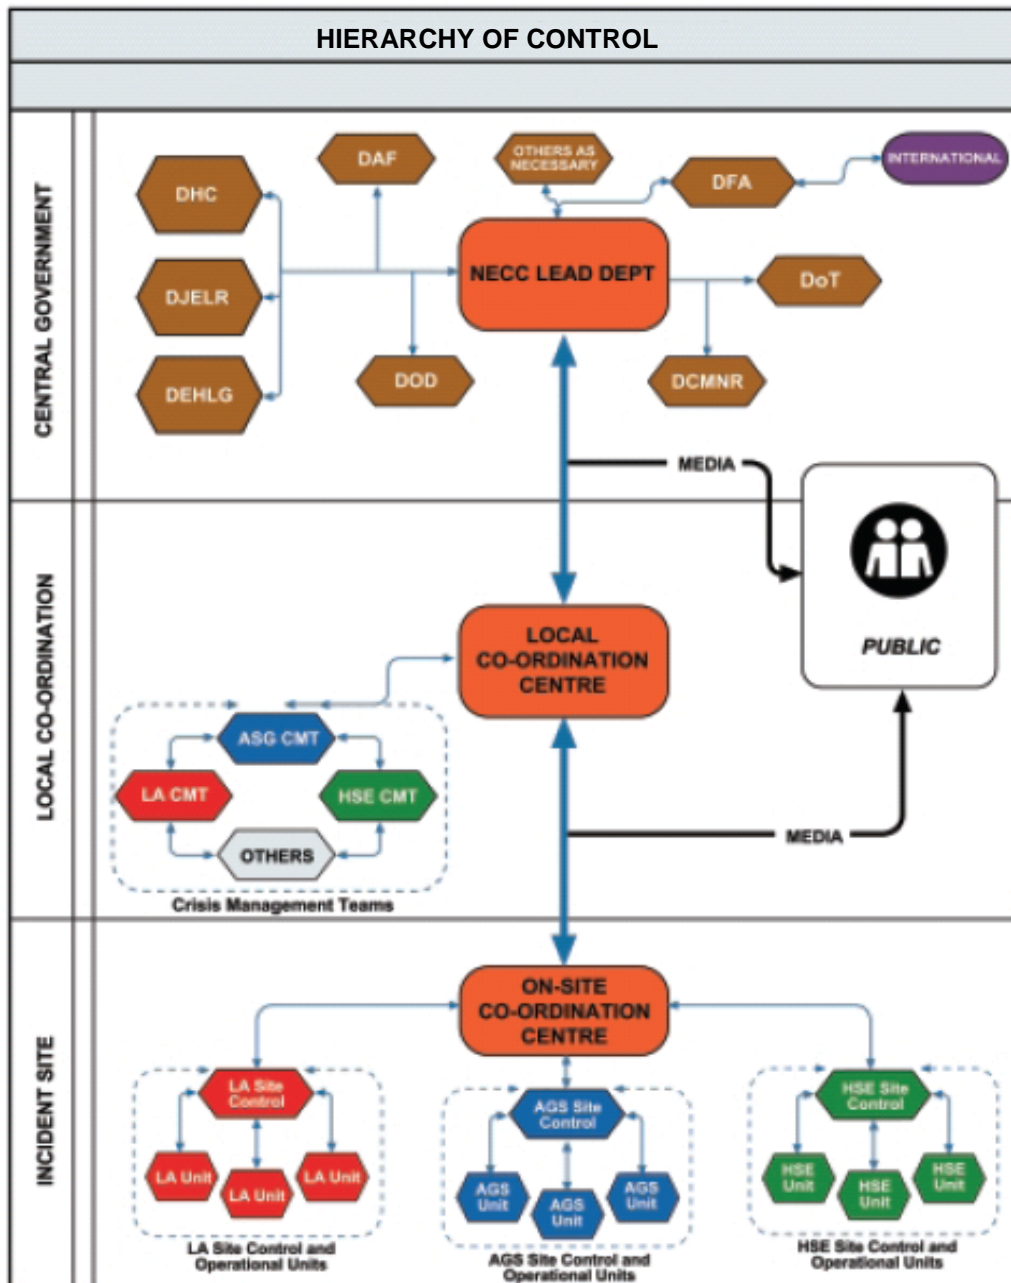 HIERARCHY OF CONTROL
CENTRAL GOVERNMENT
DAF
OTHERS AS
NECESSARY
INTERNATIONAL
DHC
DFA
NECC LEAD DEPT
DoT
DJELR
DEHLG
DOD
DCMNR
MEDIA
LOCAL CO-ORDINATION
PUBLIC
LOCAL
CO-ORDINATION
CENTRE
ASG CMT
LA CMT
HSE CMT
OTHERS
MEDIA
Crisis Management Teams
INCIDENT SITE
ON-SITE
CO-ORDINATION
CENTRE
LA Site
Control
AGS Site
Control
HSE Site
Control
LA Unit
LA Unit
LA Unit
AGS
Unit
AGS
Unit
AGS
Unit
HSE
Unit
HSE
Unit
HSE
Unit
LA Site Control and
Operational Units
AGS Site Control and
Operational Units
HSE Site Control and
Operational Units